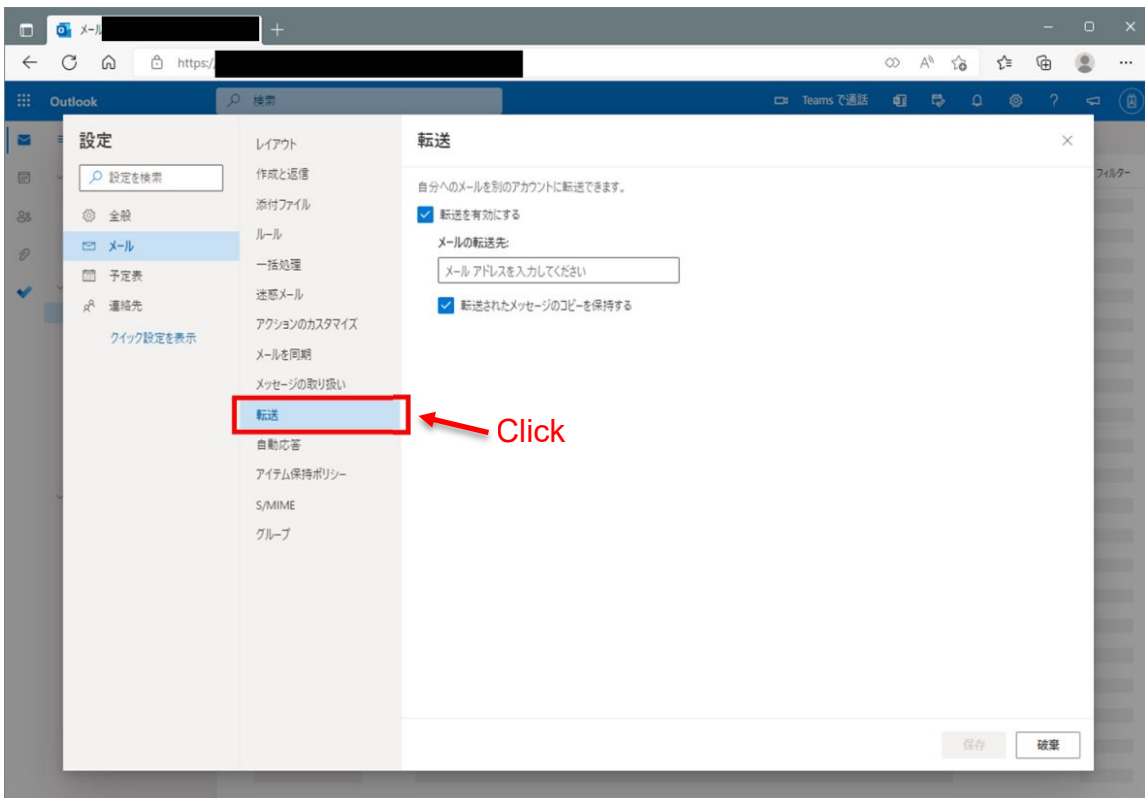 メール
https:/
Outlook
検索
Teams で通話
設定
設定を検索
全般
メール
予定表
連絡先
クイック設定を表示
レイアウト
作成と返信
添付ファイル
ルール
一括処理
迷惑メール
アクションのカスタマイズ
メールを同期
メッセージの取り扱い
転送
自動応答
アイテム保持ポリシー
S/MIME
グループ
Click
転送
自分へのメールを別のアカウントに転送できます。
転送を有効にする
メールの転送先:
メール アドレスを入力してください
転送されたメッセージのコピーを保持する
フィルター
保存
破棄